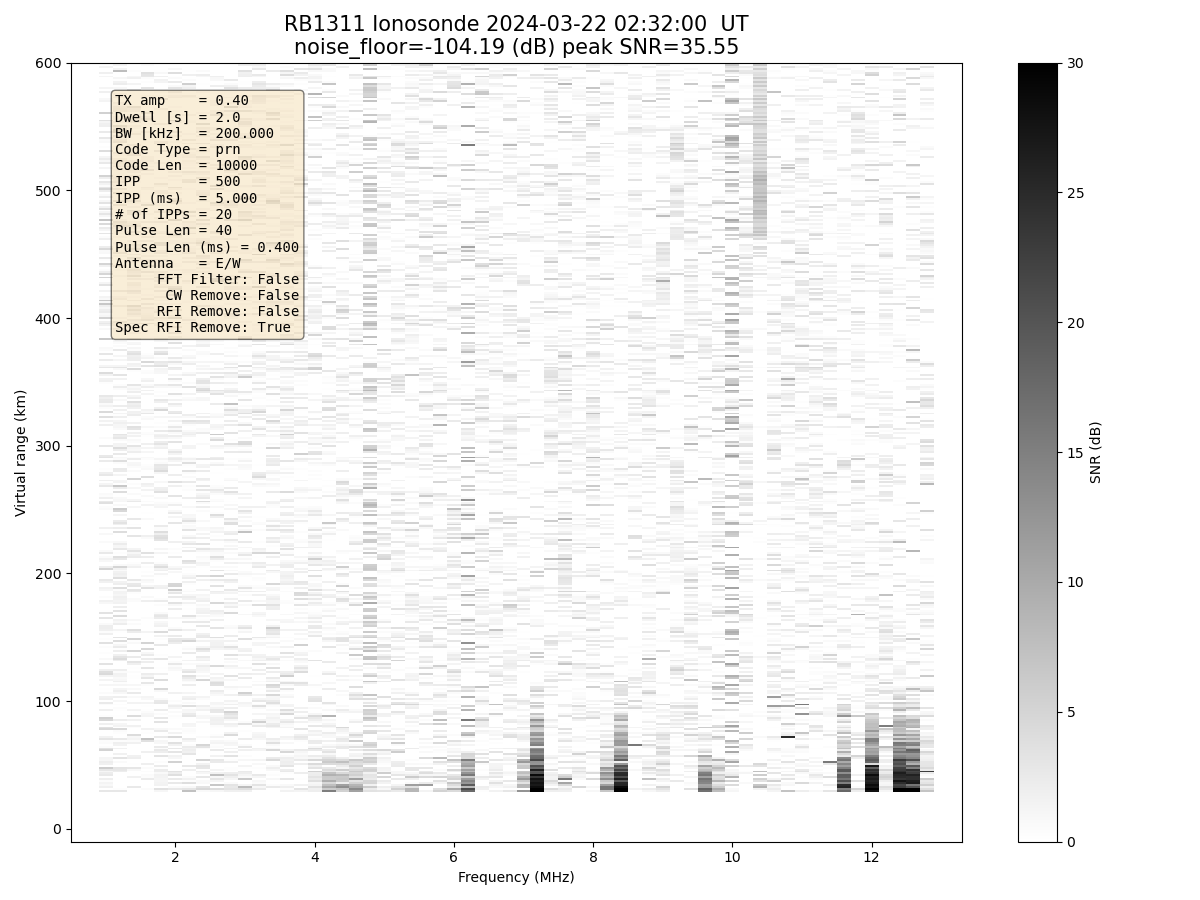 RB1311 Ionosonde 2024-03-22 02:32:00  UT
noise_floor=-104.19 (dB) peak SNR=35.55
TX amp    = 0.40
Dwell [s] = 2.0
BW [kHz]  = 200.000
Code Type = prn
Code Len  = 10000
IPP       = 500
IPP (ms)  = 5.000
# of IPPs = 20
Pulse Len = 40
Pulse Len (ms) = 0.400
Antenna   = E/W
FFT Filter: False
CW Remove: False
RFI Remove: False
Spec RFI Remove: True
600
500
400
300
200
100
0
Virtual range (km)
2
4
6
8
10
12
Frequency (MHz)
30
25
20
15
10
5
0
SNR (dB)